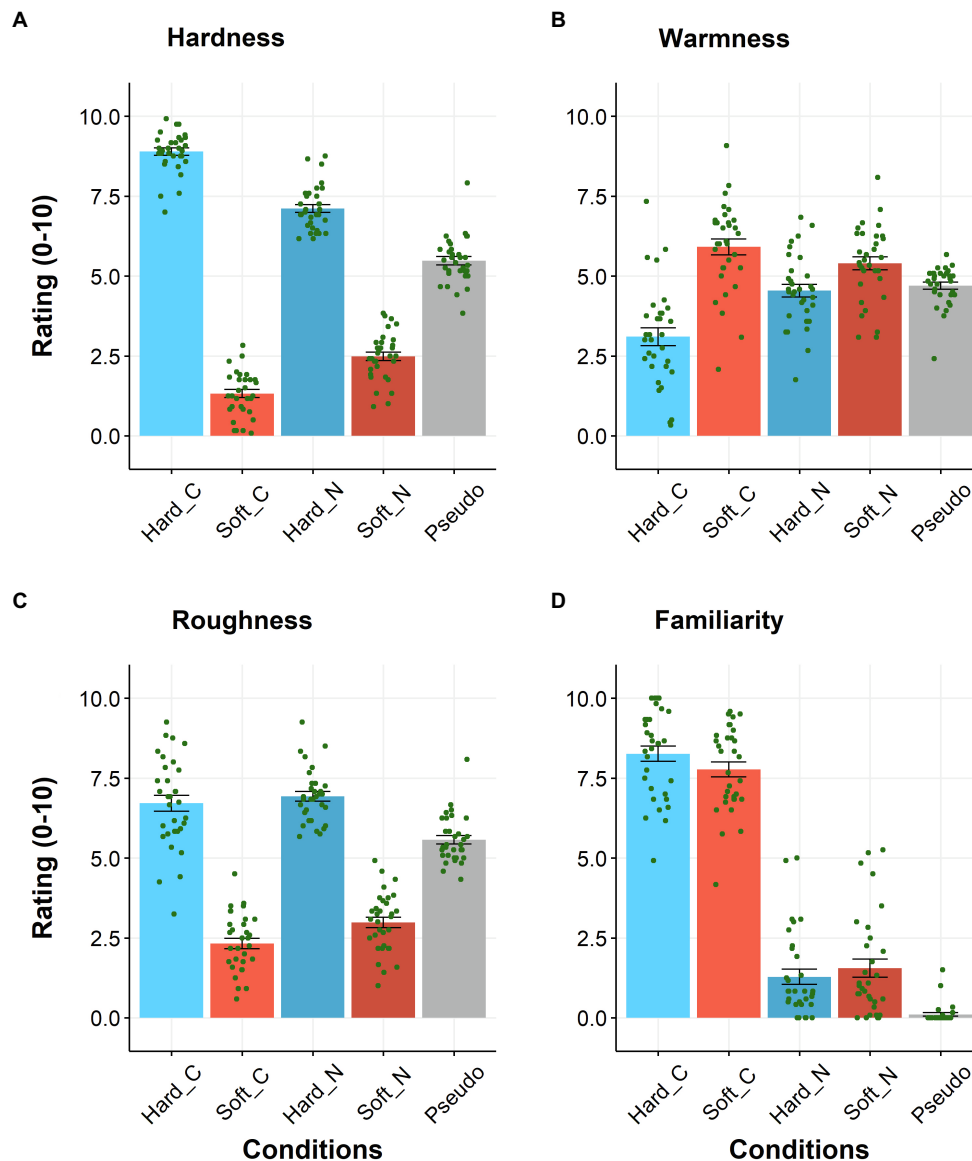 A
Hardness
Rating (0-10)
10.0
7.5
5.0
2.5
0.0
Hard_C
Soft_C
Hard_N
Soft_N
Pseudo
B
Warmness
10.0
7.5
5.0
2.5
0.0
Hard_C
Soft_C
Hard_N
Soft_N
Pseudo
C
Roughness
Rating (0-10)
10.0
7.5
5.0
2.5
0.0
Hard_C
Soft_C
Hard_N
Soft_N
Pseudo
Conditions
D
Familiarity
10.0
7.5
5.0
2.5
0.0
Hard_C
Soft_C
Hard_N
Soft_N
Pseudo
Conditions